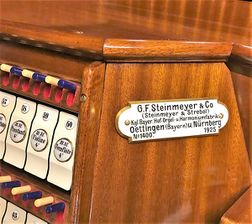 G.F. Steinmeyer & Co
(Steinmeyer & Strebel)
Kgl. Bayer. Hof. Orgel- u. Harmoniumfabrik
Oettingen (Bayern) u. Nürnberg
No 1400. 1925